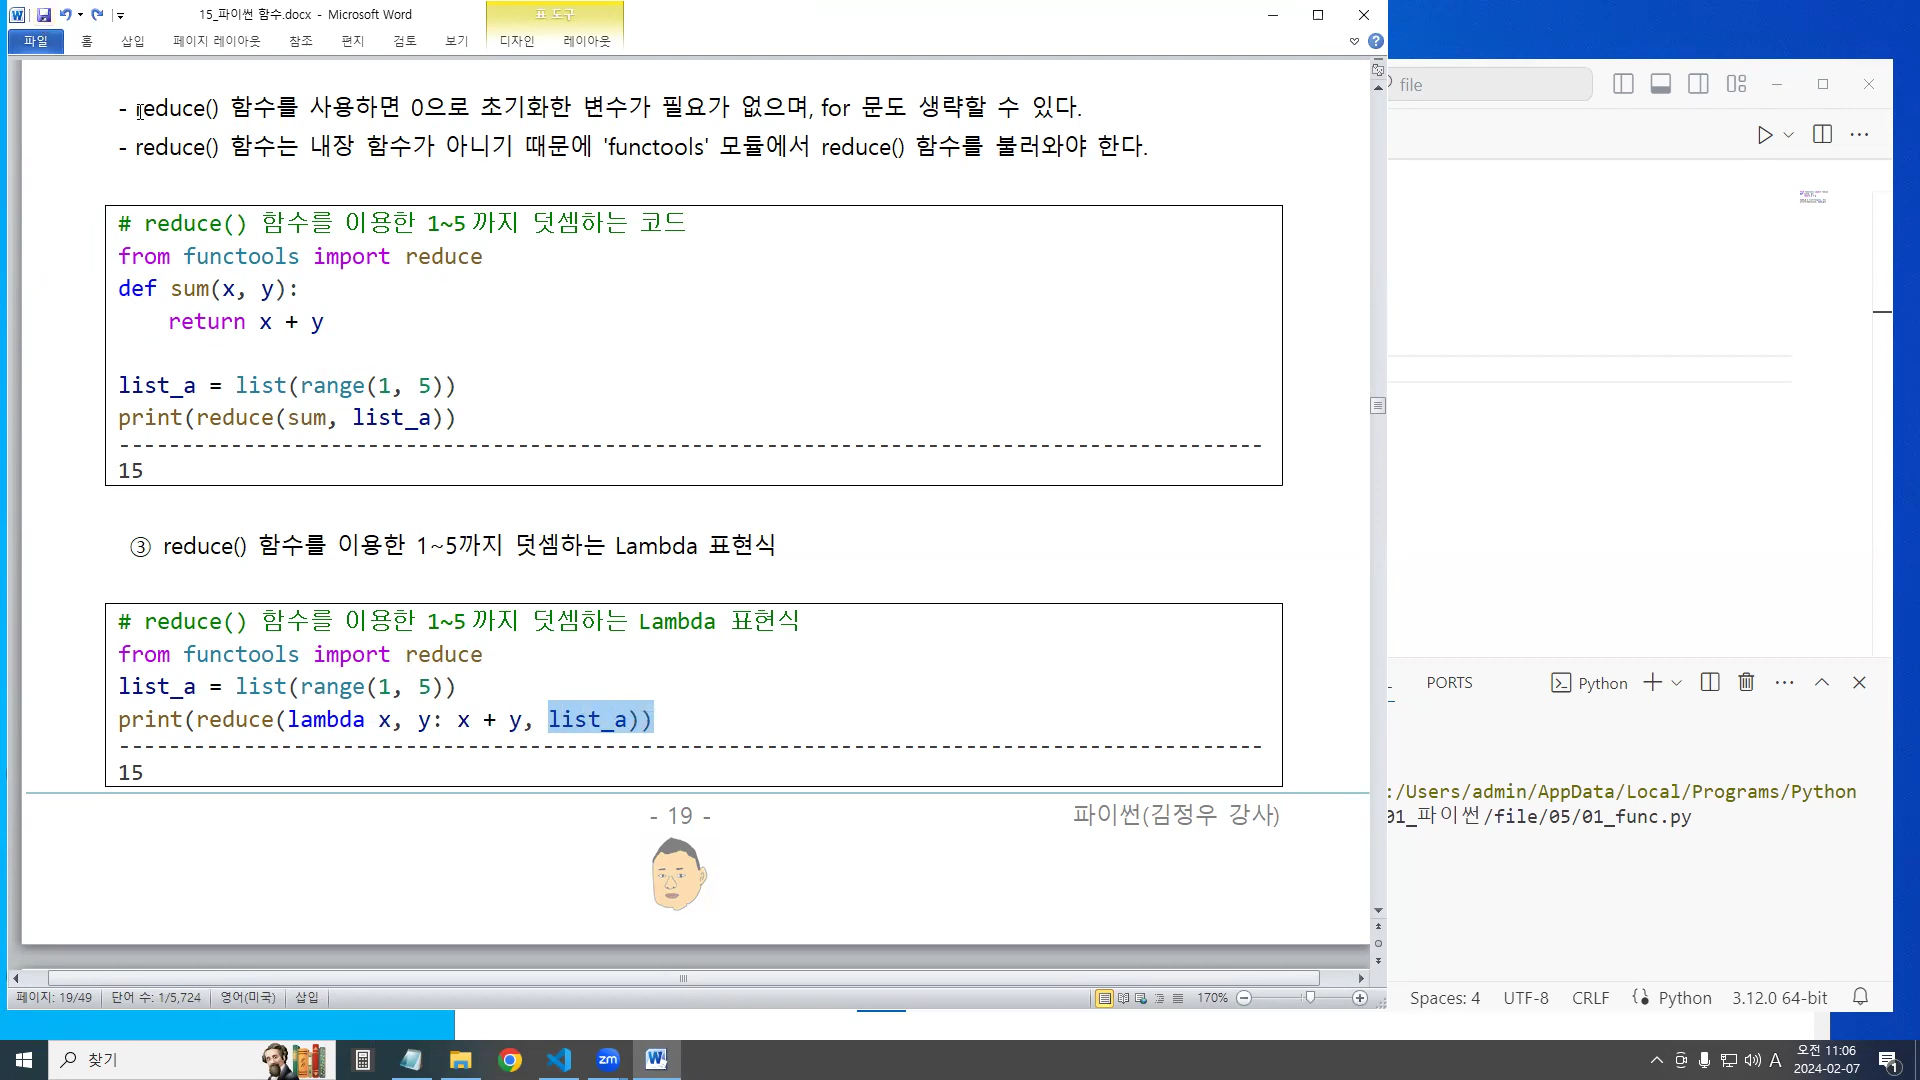 15_파이썬 함수.docx - Microsoft Word
표 도구
파일 홈 삽입 페이지 레이아웃 참조 편지 검토 보기 디자인 레이아웃
- reduce() 함수를 사용하면 0으로 초기화한 변수가 필요가 없으며, for 문도 생략할 수 있다.
- reduce() 함수는 내장 함수가 아니기 때문에 'functools' 모듈에서 reduce() 함수를 불러와야 한다.
# reduce() 함수를 이용한 1~5까지 덧셈하는 코드
from functools import reduce
def sum(x, y):
    return x + y
list_a = list(range(1, 5))
print(reduce(sum, list_a))
----------------------------------------------------------------------------------------
15
③ reduce() 함수를 이용한 1~5까지 덧셈하는 Lambda 표현식
# reduce() 함수를 이용한 1~5까지 덧셈하는 Lambda 표현식
from functools import reduce
list_a = list(range(1, 5))
print(reduce(lambda x, y: x + y, list_a))
----------------------------------------------------------------------------------------
15
- 19 -
파이썬(김정우 강사)
페이지: 19/49 단어 수: 1/5,724 영어(미국) 삽입 170%
file
PORTS
Python
:/Users/admin/AppData/Local/Programs/Python
01_파이썬/file/05/01_func.py
Spaces: 4 UTF-8 CRLF Python 3.12.0 64-bit
찾기
zm
A
오전 11:06
2024-02-07
1